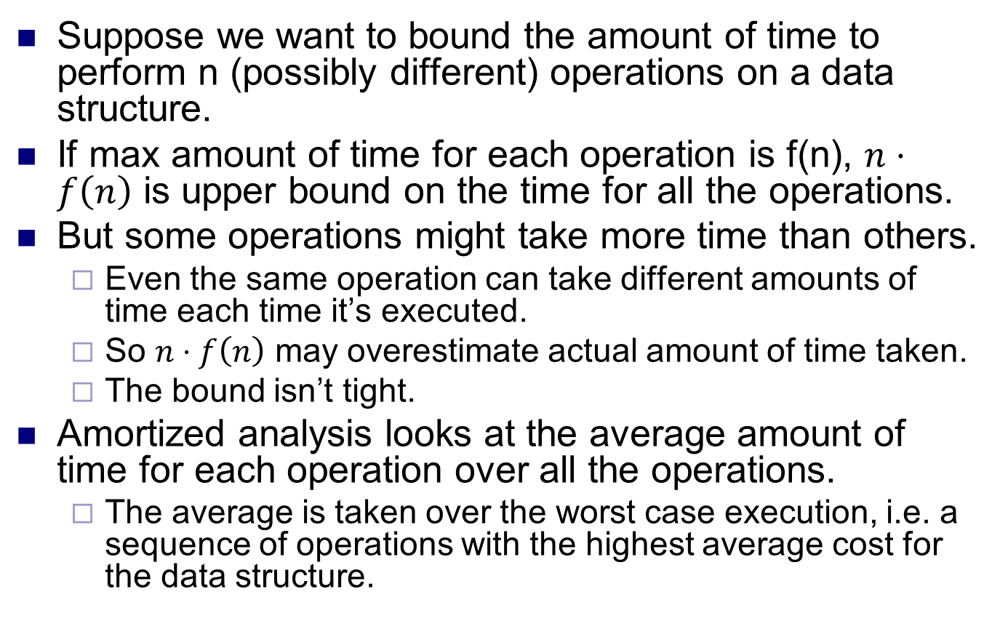 Suppose we want to bound the amount of time to
perform n (possibly different) operations on a data
structure.
If max amount of time for each operation is f(n), n ·
f(n) is upper bound on the time for all the operations.
But some operations might take more time than others.
Even the same operation can take different amounts of
time each time it’s executed.
So n · f(n) may overestimate actual amount of time taken.
The bound isn’t tight.
Amortized analysis looks at the average amount of
time for each operation over all the operations.
The average is taken over the worst case execution, i.e. a
sequence of operations with the highest average cost for
the data structure.